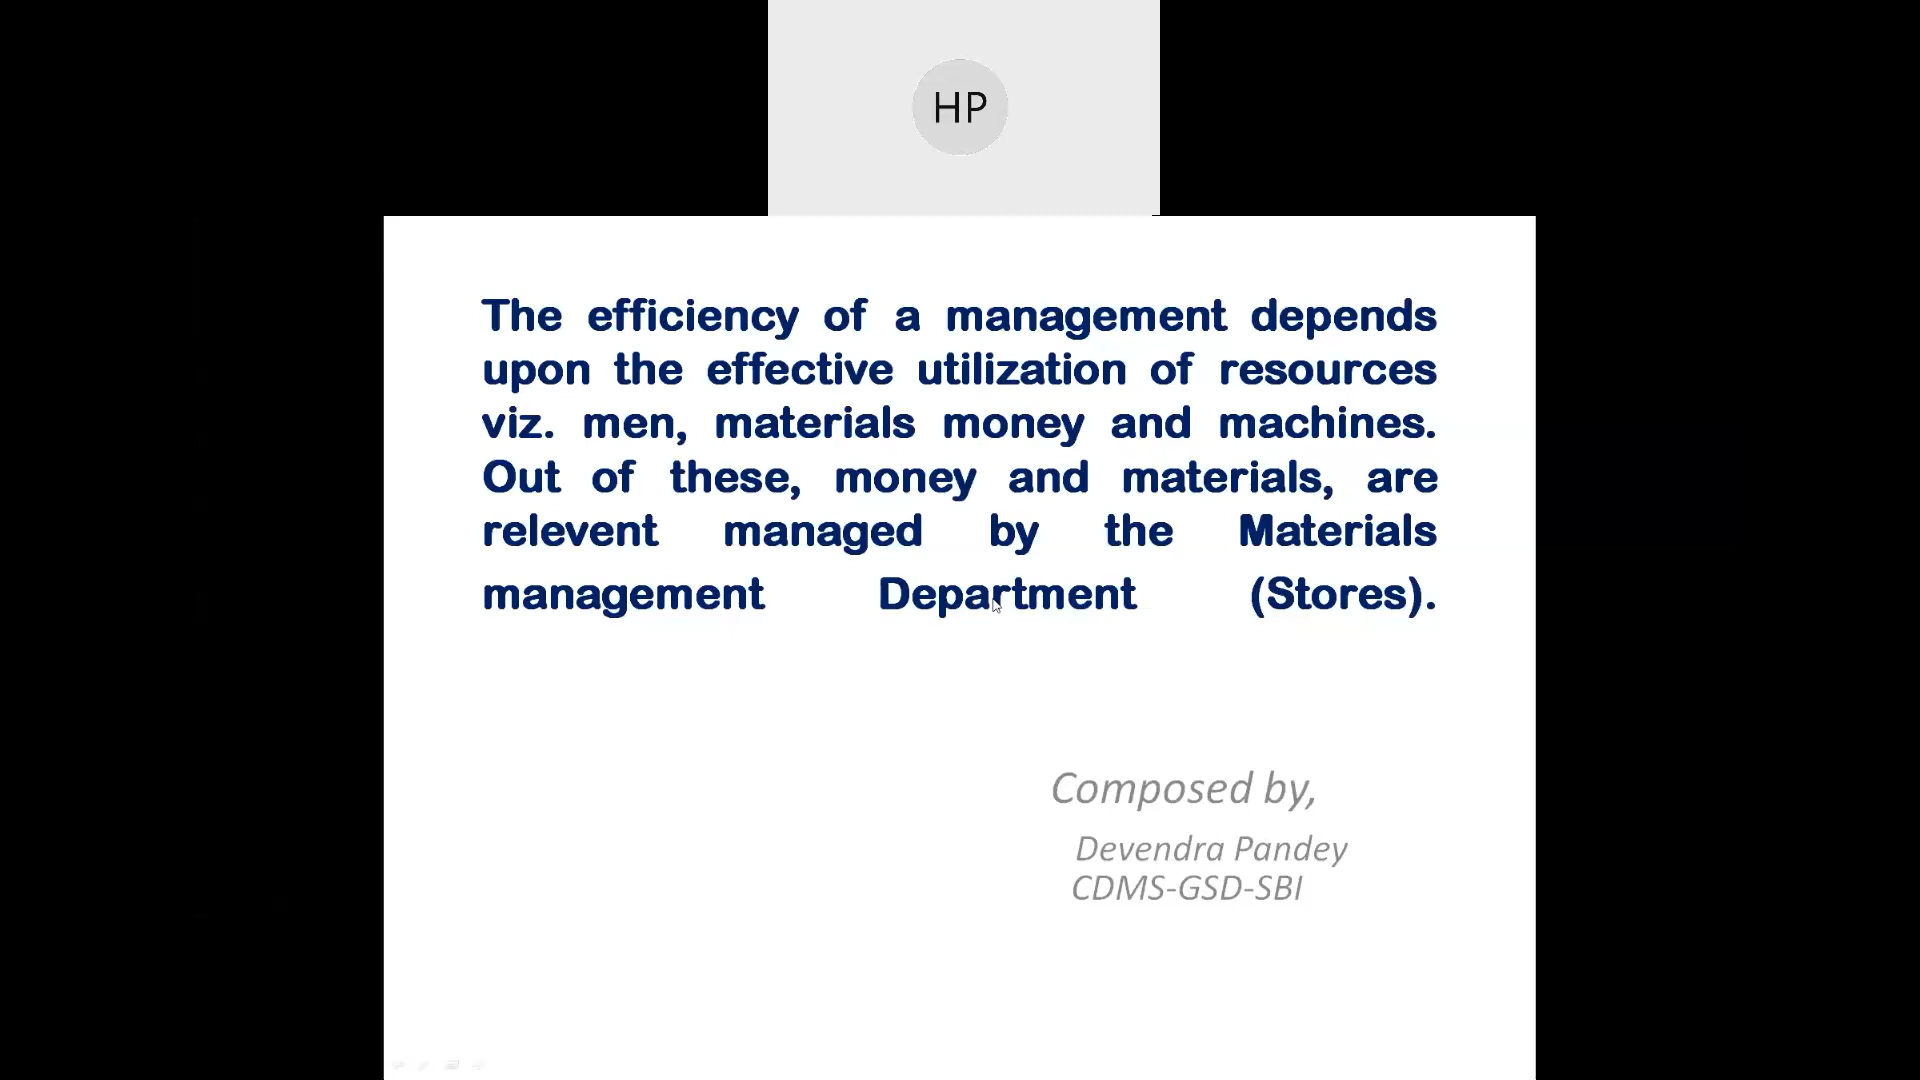 HP
The efficiency of a management depends
upon the effective utilization of resources
viz. men, materials money and machines.
Out of these, money and materials, are
relevent managed by the Materials
management Department (Stores).
Composed by,
Devendra Pandey
CDMS-GSD-SBI